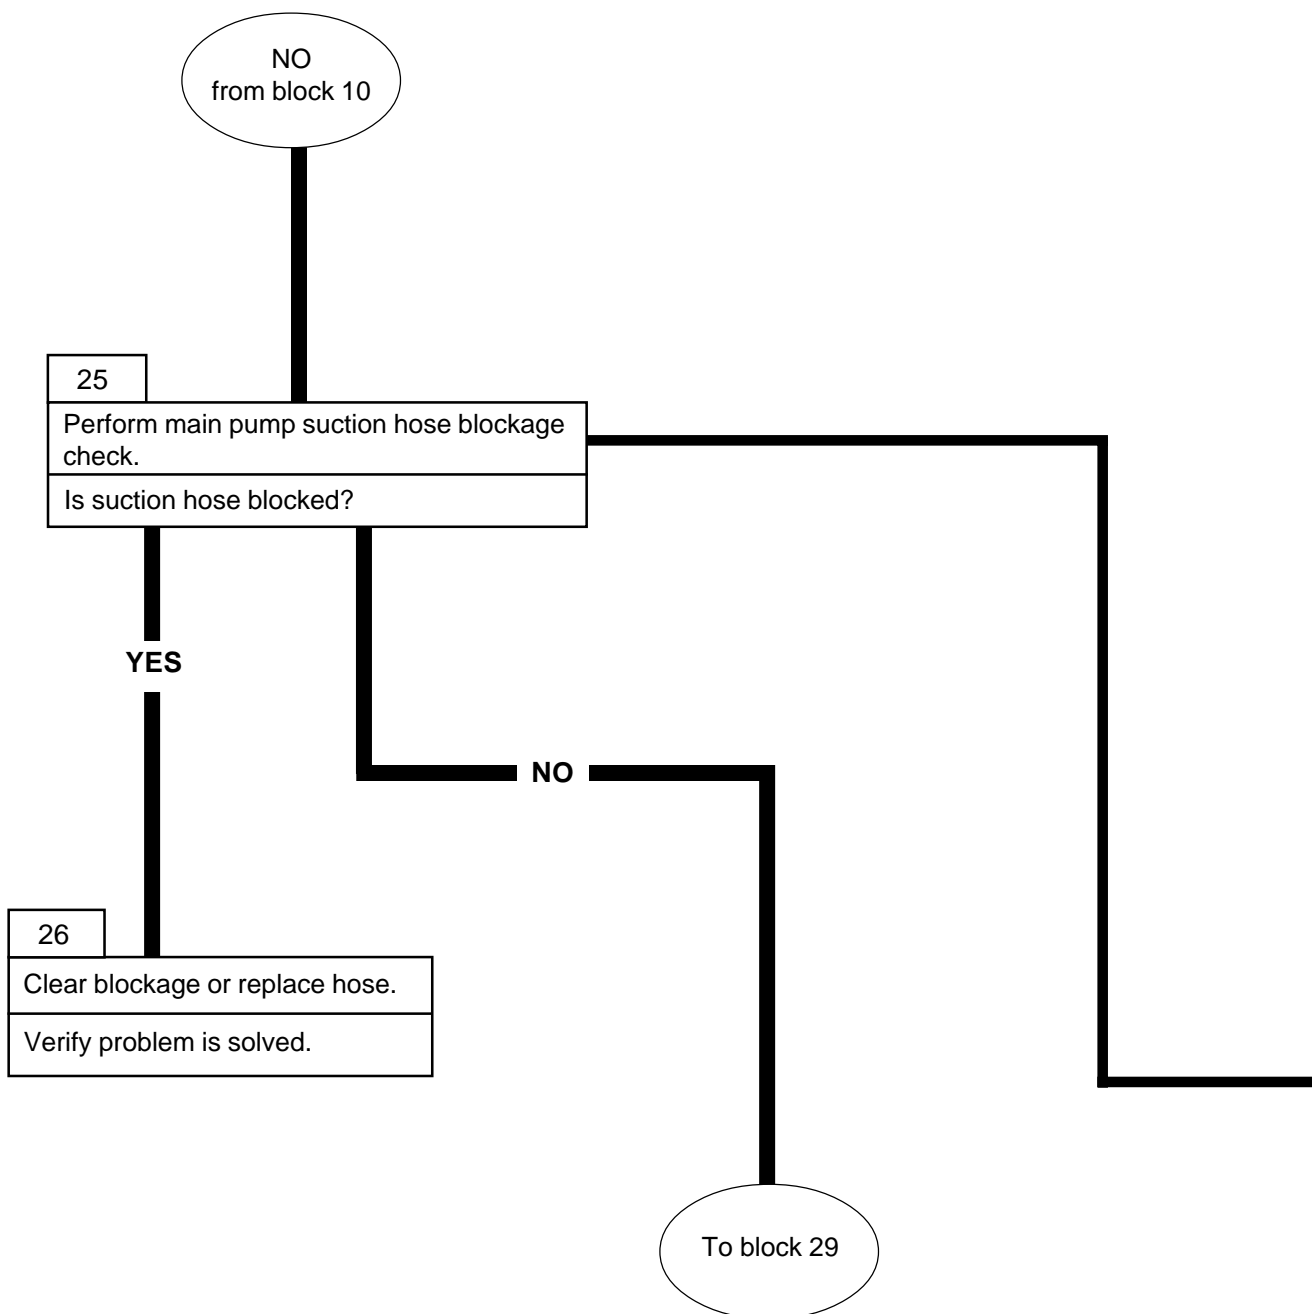 NO
from block 10
25
Perform main pump suction hose blockage
check.
Is suction hose blocked?
YES
NO
26
Clear blockage or replace hose.
Verify problem is solved.
To block 29